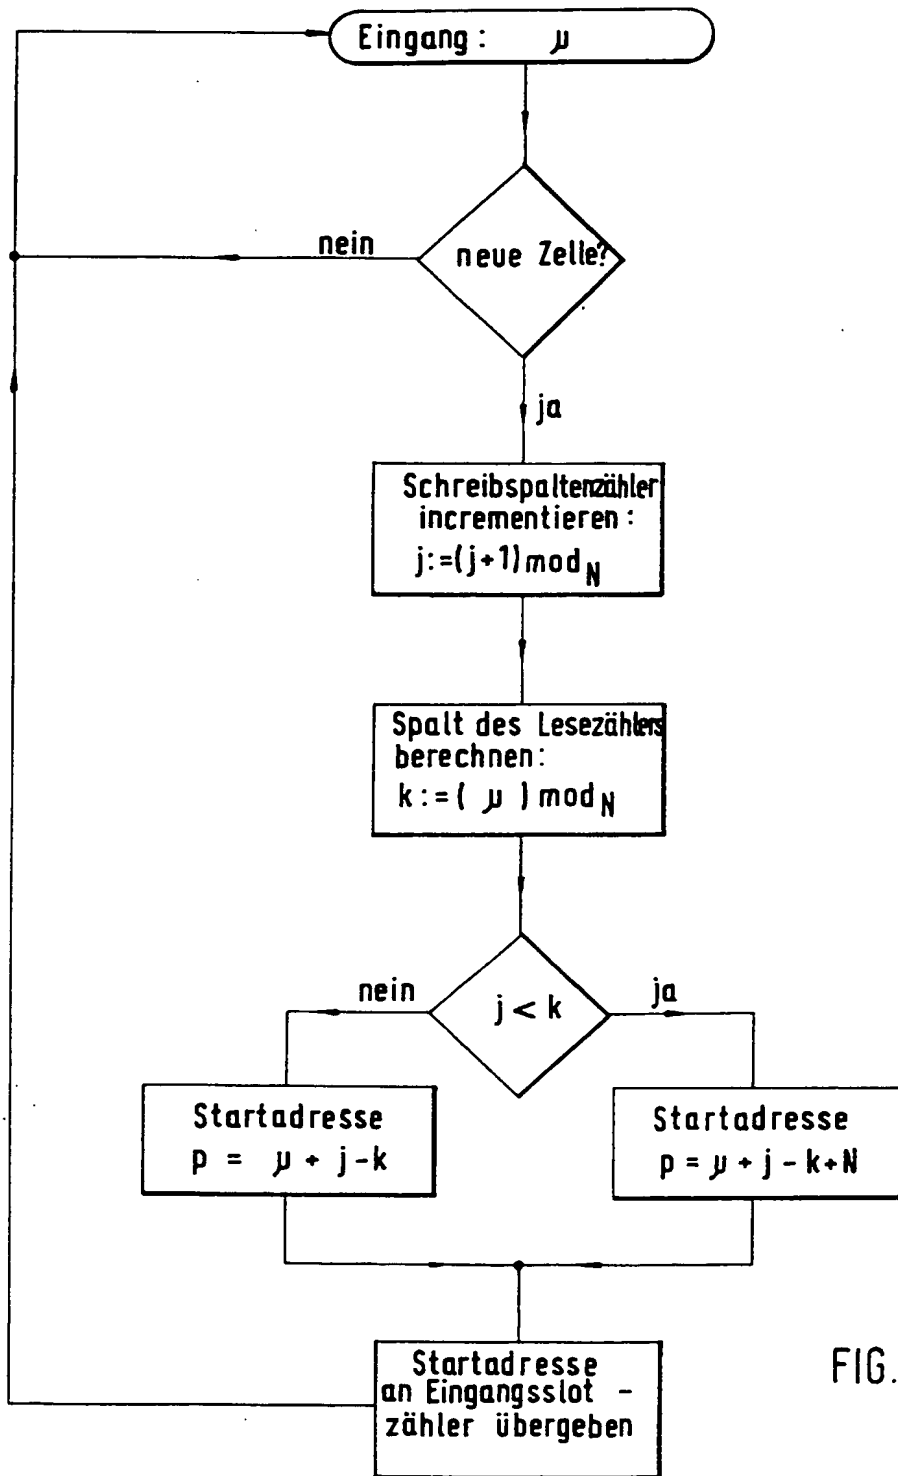 Eingang: µ
neue Zelle?
nein
ja
Schreibspaltenzähler
incrementieren:
j:=(j+1) mod N
Spalt des Lesezählers
berechnen:
k:=( µ ) mod N
j < k
nein
ja
Startadresse
p = µ + j-k
Startadresse
p = µ + j - k+N
Startadresse
an Eingangsslot -
zähler übergeben
FIG.